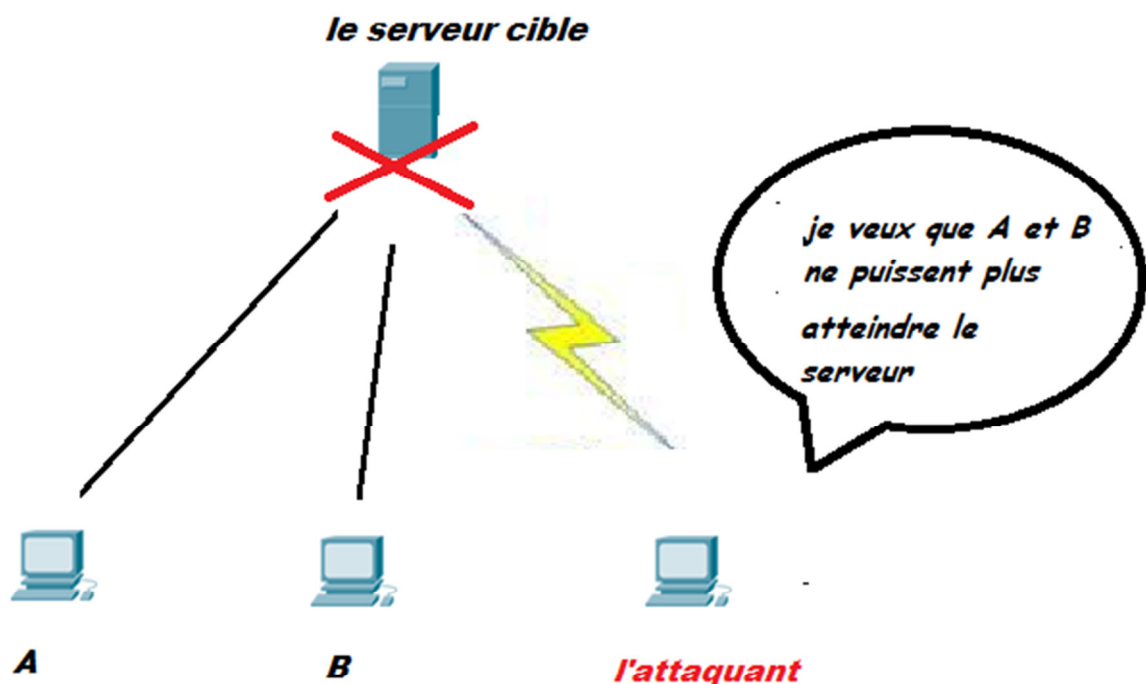 le serveur cible
je veux que A et B
ne puissent plus
atteindre le
serveur
A
B
l'attaquant